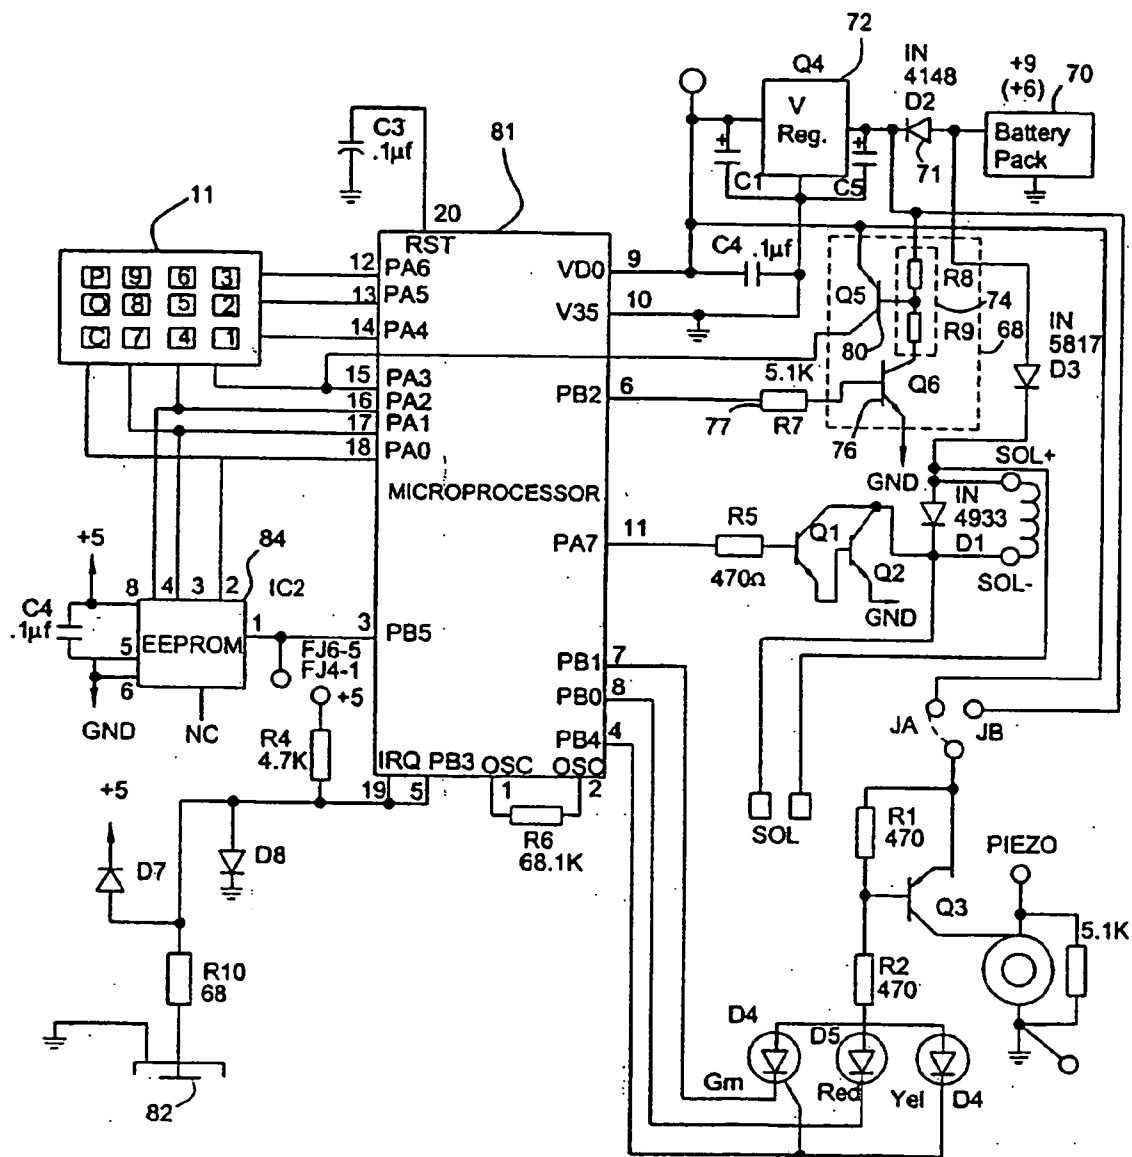 72
IN
4148
D2
+9
(+6)
70
Q4
V
Reg.
Battery
Pack
71
C3
.1µf
81
+
C1
+
C5
11
20
RST
C4 .1µf
P 9 6 3
O 8 5 2
C 7 4 1
12 PA6
13 PA5
14 PA4
15 PA3
16 PA2
17 PA1
18 PA0
VD0 9
V35 10
PB2 6
Q5
R8
74
R9
68
80
IN
5817
D3
5.1K
R7
77
Q6
76
GND
SOL+
MICROPROCESSOR
PA7 11
R5
470Ω
Q1
Q2
GND
IN
4933
D1
SOL-
+5
84
8 4 3 2
IC2
C4
.1µf
EEPROM
1
5
6
GND
NC
3 PB5
FJ6-5
FJ4-1
+5
R4
4.7K
PB1 7
PB0 8
PB4 4
IRQ PB3 OSC OSC
19 5 1 2
R6
68.1K
JA
JB
SOL
+5
D7
D8
R10
68
82
R1
470
PIEZO
Q3
5.1K
R2
470
D4
D5
Grn
Red
Yel
D4